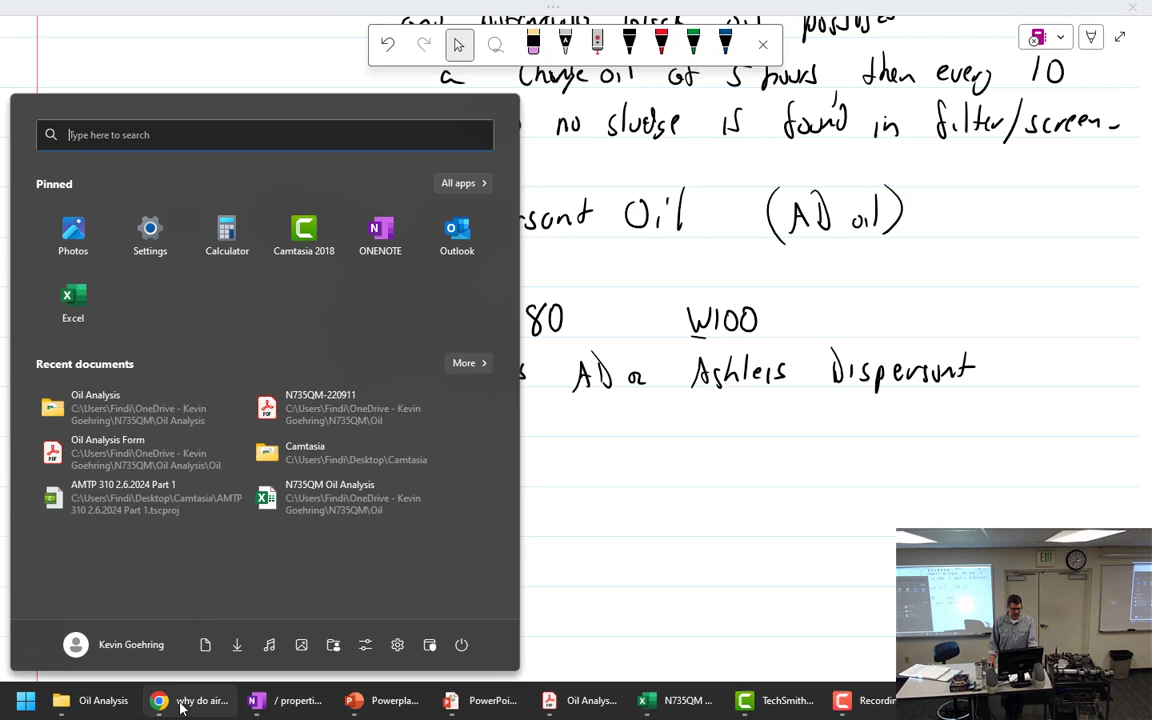 a change oil at 5 hours, then every 10
no sludge is found in filter/screen.
Oil (AD oil)
80 W100
AD or Ashless Dispersant
Type here to search
Pinned
All apps
Photos
Settings
Calculator
Camtasia 2018
ONENOTE
Outlook
Excel
Recent documents
More
Oil Analysis
C:\Users\Findi\OneDrive - Kevin
Goehring\N735QM\Oil Analysis
N735QM-220911
C:\Users\Findi\OneDrive - Kevin
Goehring\N735QM\Oil
Oil Analysis Form
C:\Users\Findi\OneDrive - Kevin
Goehring\N735QM\Oil Analysis\Oil
Camtasia
C:\Users\Findi\Desktop\Camtasia
AMTP 310 2.6.2024 Part 1
C:\Users\Findi\Desktop\Camtasia\AMTP
310 2.6.2024 Part 1.tscproj
N735QM Oil Analysis
C:\Users\Findi\OneDrive - Kevin
Goehring\N735QM\Oil
Kevin Goehring
EXIT
Oil Analysis
why do air...
/ properti...
Powerpla...
PowerPoi...
Oil Analys...
N735QM ...
TechSmith...
Recordin